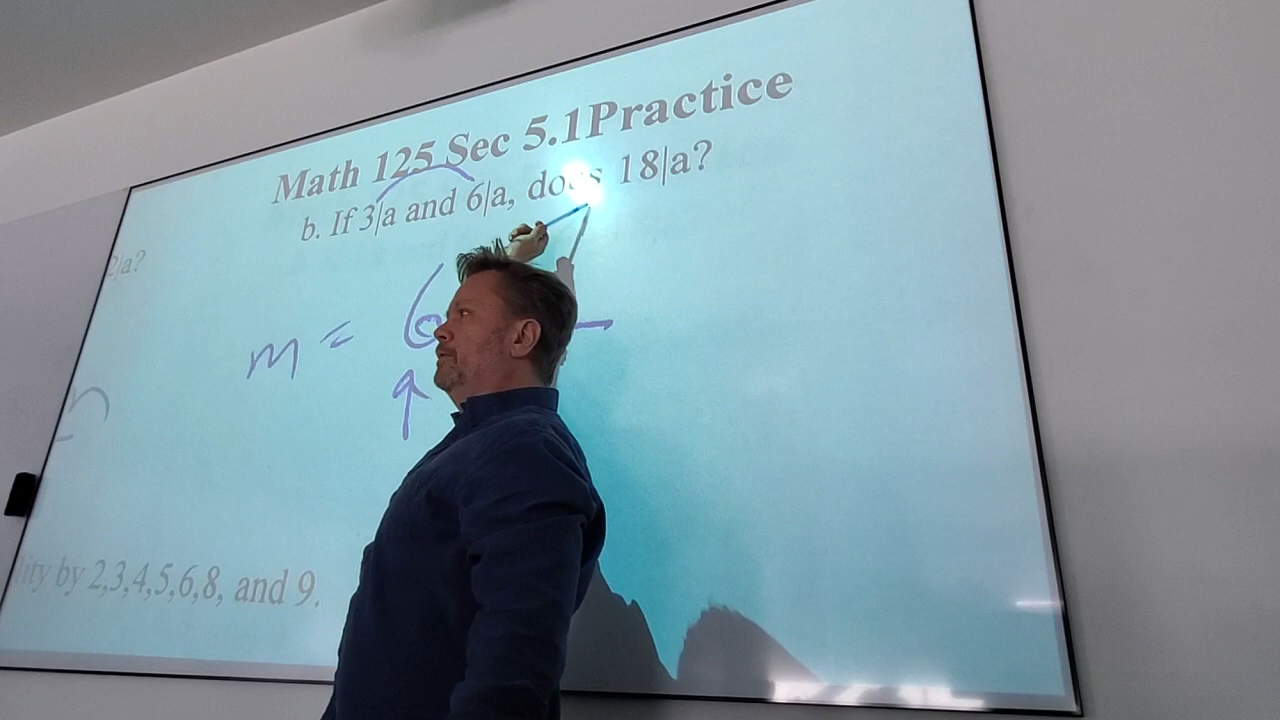 Math 125 Sec 5.1Practice
b. If 3|a and 6|a, does 18|a?
2|a?
m = 6
ity by 2,3,4,5,6,8, and 9.